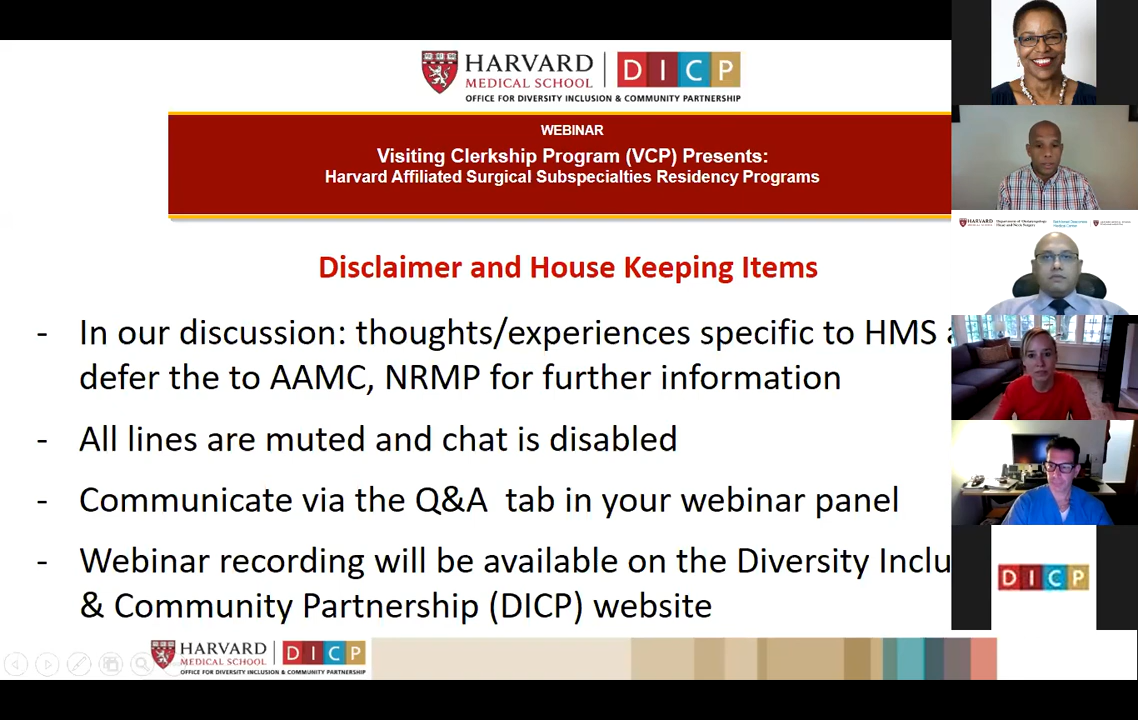 HARVARD
MEDICAL SCHOOL
DICP
OFFICE FOR DIVERSITY INCLUSION & COMMUNITY PARTNERSHIP
WEBINAR
Visiting Clerkship Program (VCP) Presents:
Harvard Affiliated Surgical Subspecialties Residency Programs
Disclaimer and House Keeping Items
- In our discussion: thoughts/experiences specific to HMS
defer the to AAMC, NRMP for further information
- All lines are muted and chat is disabled
- Communicate via the Q&A tab in your webinar panel
- Webinar recording will be available on the Diversity Inclu
& Community Partnership (DICP) website
HARVARD
MEDICAL SCHOOL
DICP
OFFICE FOR DIVERSITY INCLUSION & COMMUNITY PARTNERSHIP
HARVARD
MEDICAL SCHOOL
DICP